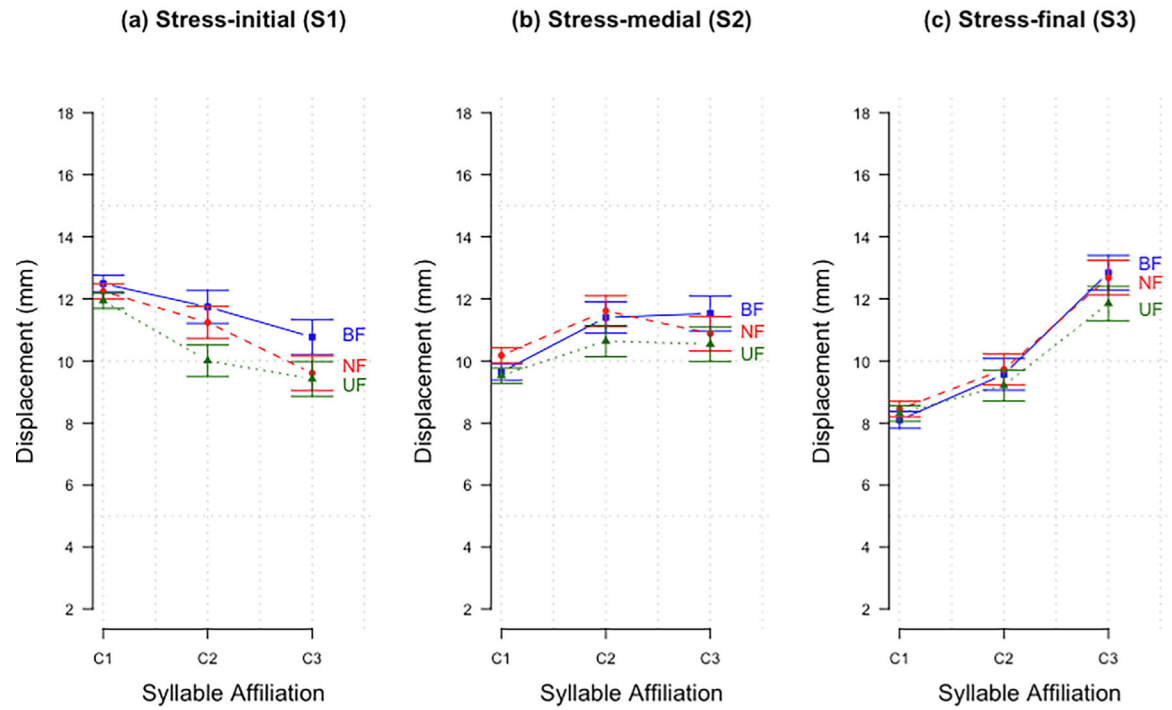 (a) Stress-initial (S1)
(b) Stress-medial (S2)
(c) Stress-final (S3)
Displacement (mm)
18
16
14
12
10
8
6
4
2
BF
NF
UF
C1
C2
C3
Syllable Affiliation
Displacement (mm)
18
16
14
12
10
8
6
4
2
BF
NF
UF
C1
C2
C3
Syllable Affiliation
Displacement (mm)
18
16
14
12
10
8
6
4
2
BF
NF
UF
C1
C2
C3
Syllable Affiliation